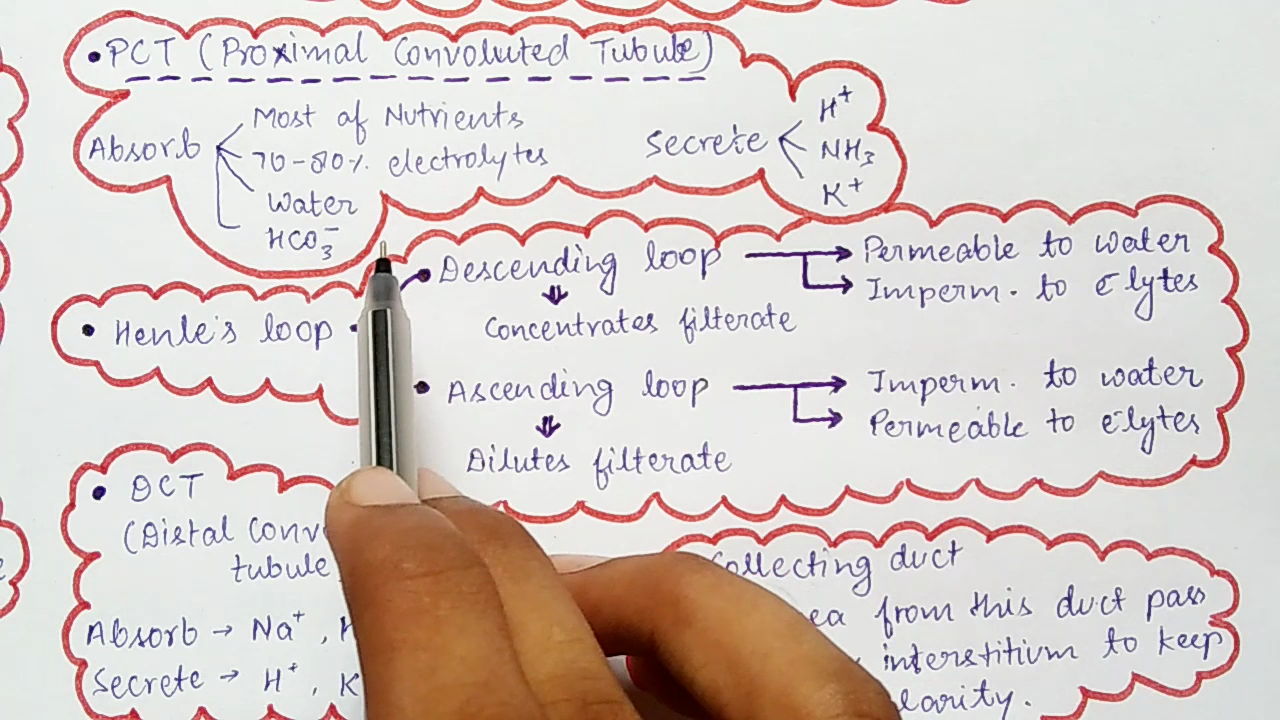 • PCT (Proximal Convoluted Tubule)
Absorb
Most of Nutrients
70-80% electrolytes
Water
HCO₃⁻
Secrete
H⁺
NH₃
K⁺
• Henle's loop
• Descending loop → Permeable to water
→ Imperm. to e⁻lytes
⇓
Concentrates filterate
• Ascending loop → Imperm. to water
→ Permeable to e⁻lytes
⇓
Dilutes filterate
• DCT
(Distal Conv
tubule
Absorb → Na⁺,
Secrete → H⁺, K
Collecting duct
from this duct pass
interstitium to keep